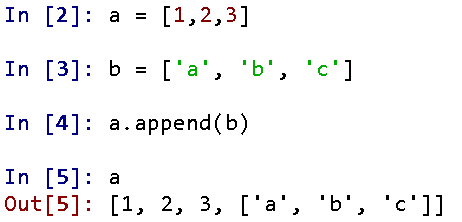 In [2]: a = [1,2,3]
In [3]: b = ['a', 'b', 'c']
In [4]: a.append(b)
In [5]: a
Out[5]: [1, 2, 3, ['a', 'b', 'c']]